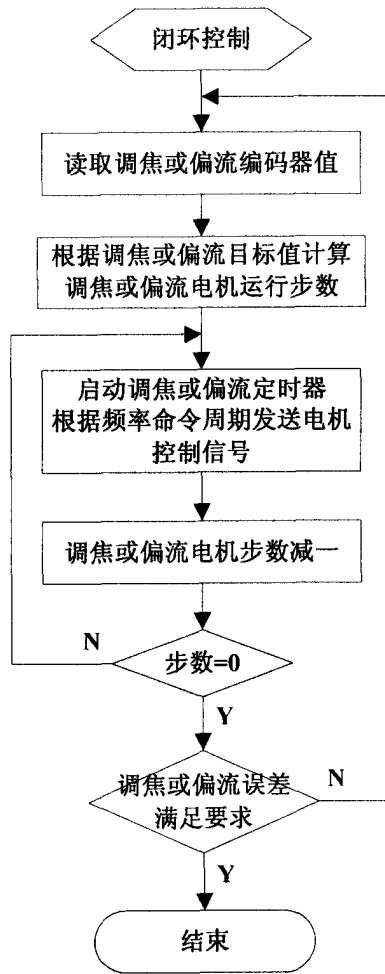 闭环控制
读取调焦或偏流编码器值
根据调焦或偏流目标值计算
调焦或偏流电机运行步数
启动调焦或偏流定时器
根据频率命令周期发送电机
控制信号
调焦或偏流电机步数减一
N
步数=0
Y
调焦或偏流误差
满足要求
N
Y
结束